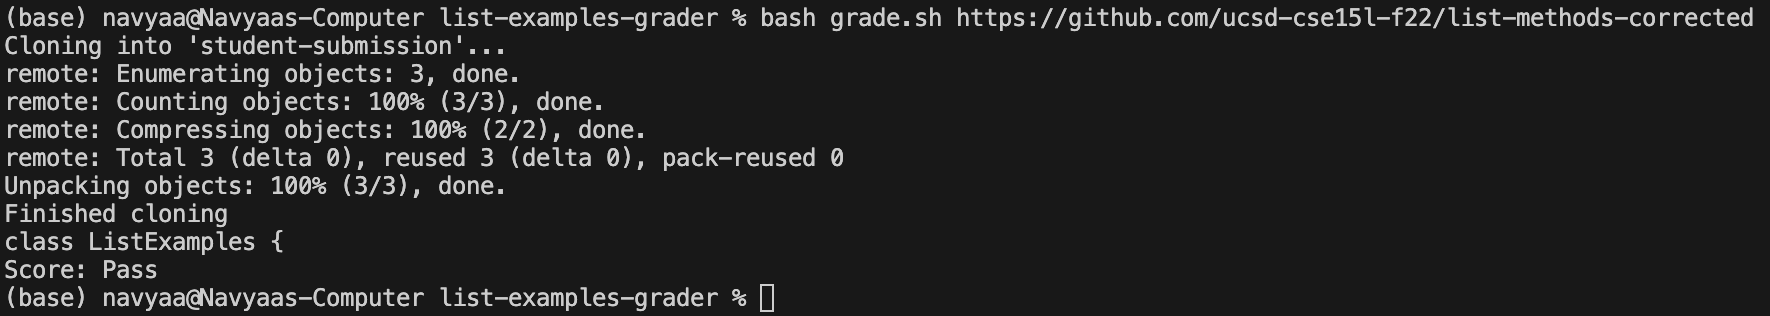 (base) navyaa@Navyaas-Computer list-examples-grader % bash grade.sh https://github.com/ucsd-cse15l-f22/list-methods-corrected
Cloning into 'student-submission'...
remote: Enumerating objects: 3, done.
remote: Counting objects: 100% (3/3), done.
remote: Compressing objects: 100% (2/2), done.
remote: Total 3 (delta 0), reused 3 (delta 0), pack-reused 0
Unpacking objects: 100% (3/3), done.
Finished cloning
class ListExamples {
Score: Pass
(base) navyaa@Navyaas-Computer list-examples-grader %